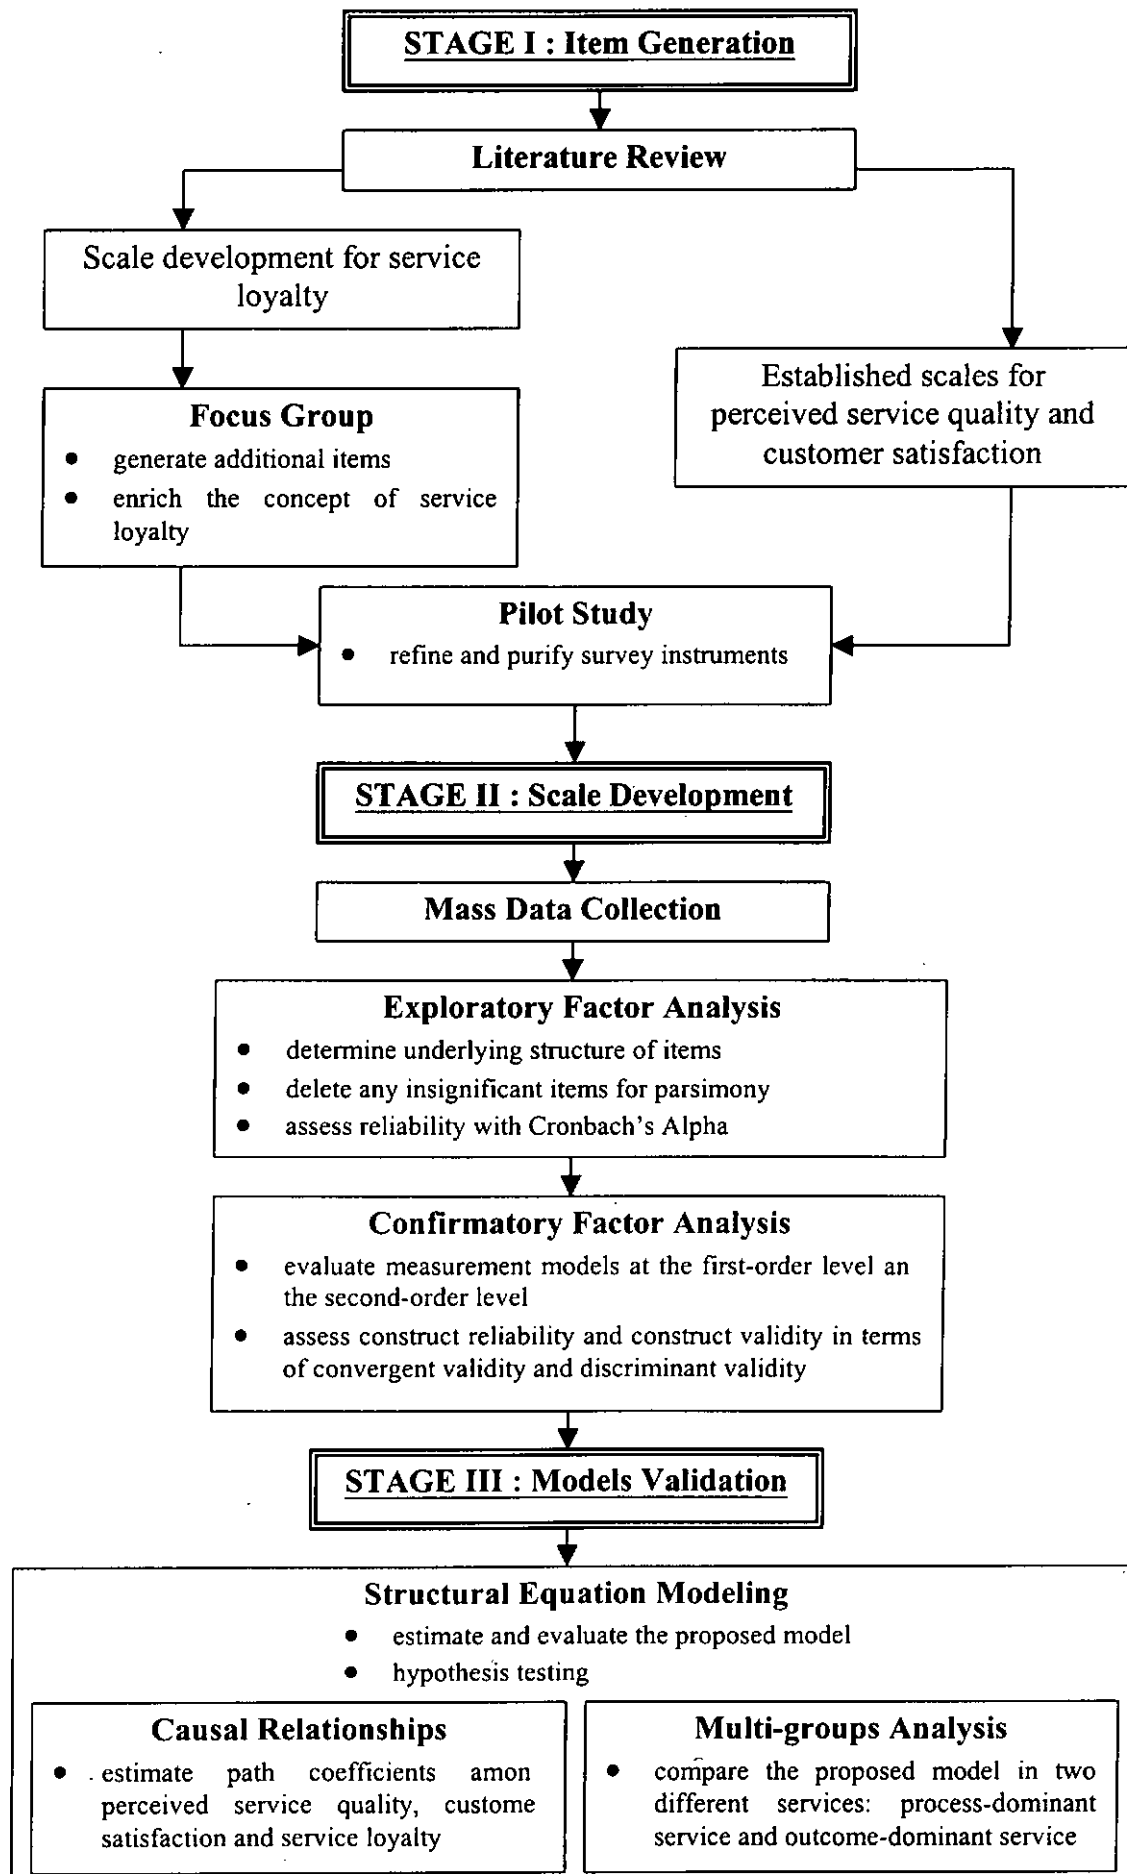 STAGE I : Item Generation
Literature Review
Scale development for service
loyalty
Established scales for
perceived service quality and
customer satisfaction
Focus Group
• generate additional items
• enrich the concept of service
loyalty
Pilot Study
• refine and purify survey instruments
STAGE II : Scale Development
Mass Data Collection
Exploratory Factor Analysis
• determine underlying structure of items
• delete any insignificant items for parsimony
• assess reliability with Cronbach's Alpha
Confirmatory Factor Analysis
• evaluate measurement models at the first-order level an
the second-order level
• assess construct reliability and construct validity in terms
of convergent validity and discriminant validity
STAGE III : Models Validation
Structural Equation Modeling
• estimate and evaluate the proposed model
• hypothesis testing
Causal Relationships
• estimate path coefficients amon
perceived service quality, custome
satisfaction and service loyalty
Multi-groups Analysis
• compare the proposed model in two
different services: process-dominant
service and outcome-dominant service